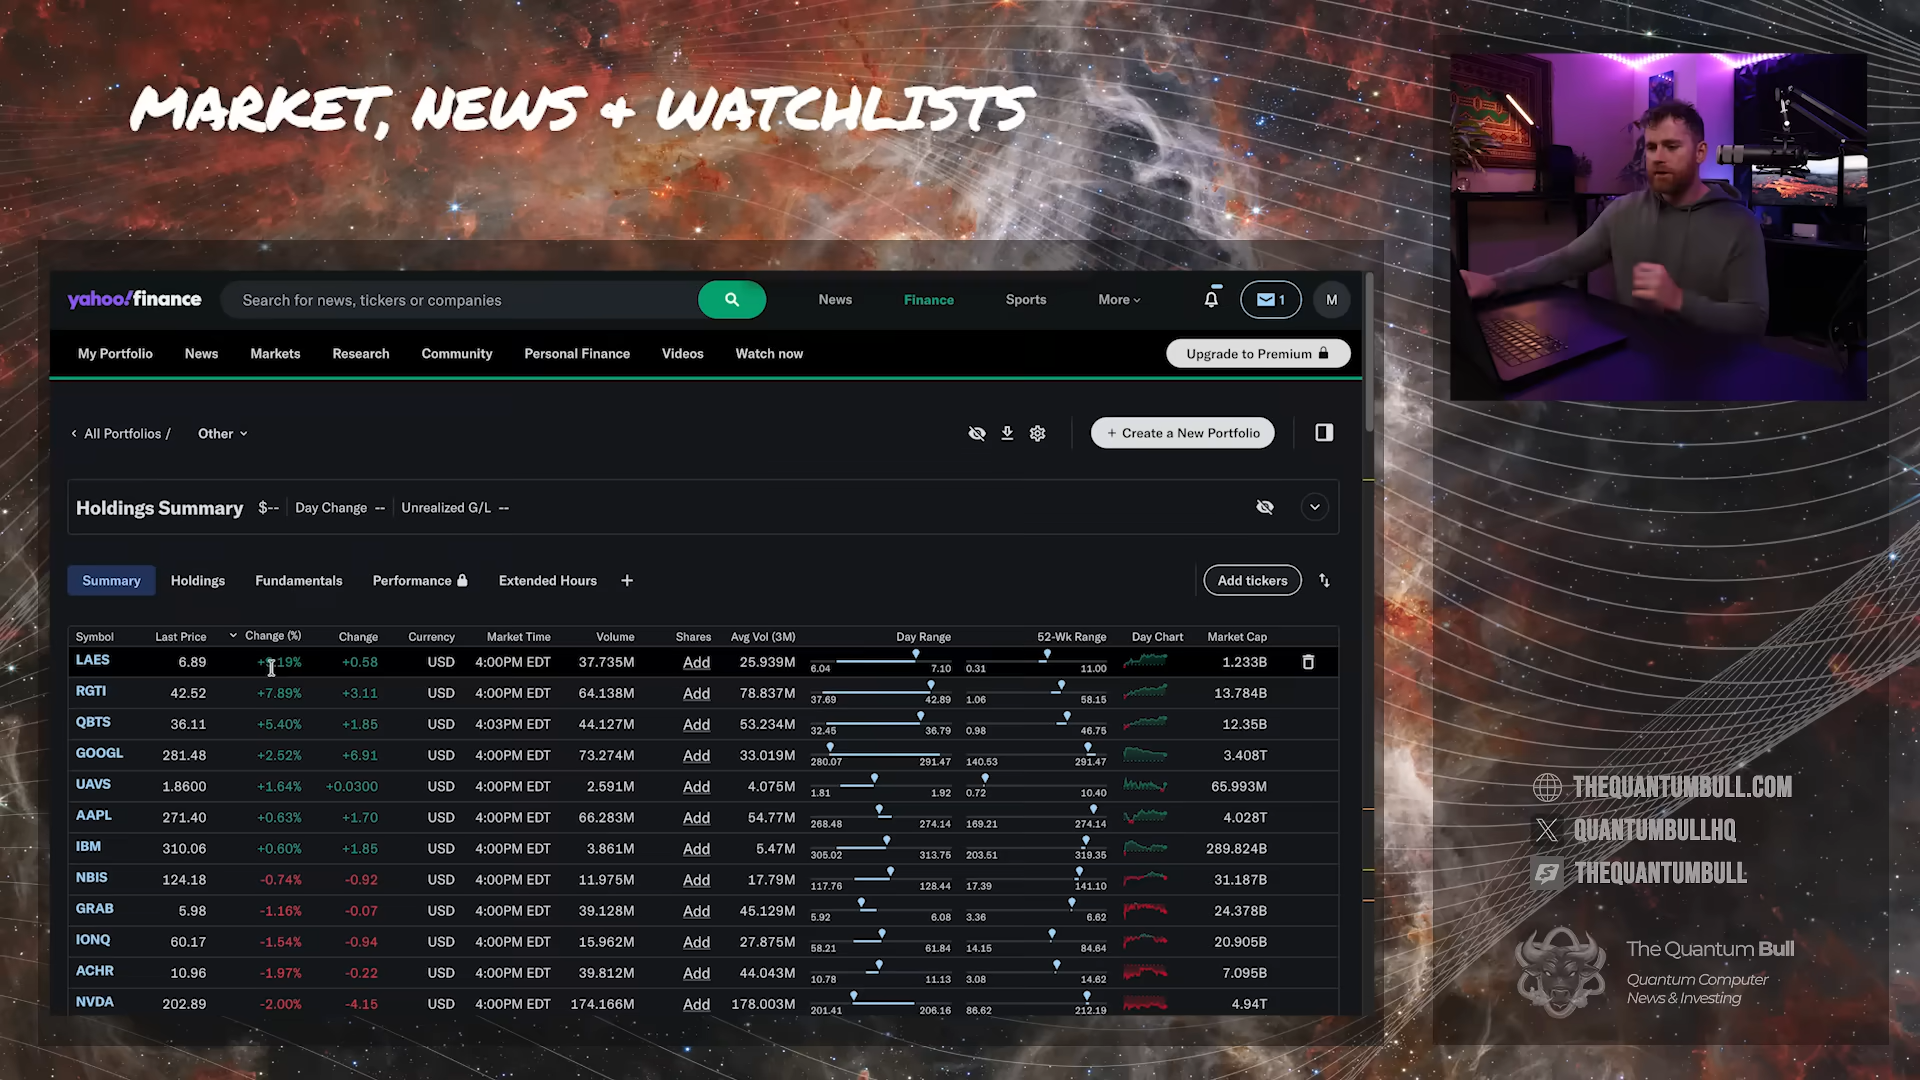 MARKET, NEWS & WATCHLISTS
yahoo!finance Search for news, tickers or companies News Finance Sports More 1 M
My Portfolio News Markets Research Community Personal Finance Videos Watch now Upgrade to Premium
All Portfolios / Other + Create a New Portfolio
Holdings Summary $-- Day Change -- Unrealized G/L --
Summary Holdings Fundamentals Performance Extended Hours + Add tickers
Symbol Last Price Change (%) Change Currency Market Time Volume Shares Avg Vol (3M) Day Range 52-Wk Range Day Chart Market Cap
LAES 6.89 +0.58 USD 4:00PM EDT 37.735M Add 25.939M 6.04 7.10 0.31 11.00 1.233B
RGTI 42.52 +7.89% +3.11 USD 4:00PM EDT 64.138M Add 78.837M 37.69 42.89 1.06 58.15 13.784B
QBTS 36.11 +5.40% +1.85 USD 4:03PM EDT 44.127M Add 53.234M 32.45 36.79 0.98 46.75 12.35B
GOOGL 281.48 +2.52% +6.91 USD 4:00PM EDT 73.274M Add 33.019M 280.07 291.47 140.53 291.47 3.408T
UAVS 1.8600 +1.64% +0.0300 USD 4:00PM EDT 2.591M Add 4.075M 1.81 1.92 0.72 10.40 65.993M
AAPL 271.40 +0.63% +1.70 USD 4:00PM EDT 66.283M Add 54.77M 268.48 274.14 169.21 274.14 4.028T
IBM 310.06 +0.60% +1.85 USD 4:00PM EDT 3.861M Add 5.47M 305.02 313.75 203.51 319.35 289.824B
NBIS 124.18 -0.74% -0.92 USD 4:00PM EDT 11.975M Add 17.79M 117.76 128.44 17.39 141.10 31.187B
GRAB 5.98 -1.16% -0.07 USD 4:00PM EDT 39.128M Add 45.129M 5.92 6.08 3.36 6.62 24.378B
IONQ 60.17 -1.54% -0.94 USD 4:00PM EDT 15.962M Add 27.875M 58.21 61.84 14.15 84.64 20.905B
ACHR 10.96 -1.97% -0.22 USD 4:00PM EDT 39.812M Add 44.043M 10.78 11.13 3.08 14.62 7.095B
NVDA 202.89 -2.00% -4.15 USD 4:00PM EDT 174.166M Add 178.003M 201.41 206.16 86.62 212.19 4.94T
THEQUANTUMBULL.COM
QUANTUMBULLHQ
THEQUANTUMBULL
The Quantum Bull
Quantum Computer
News & Investing